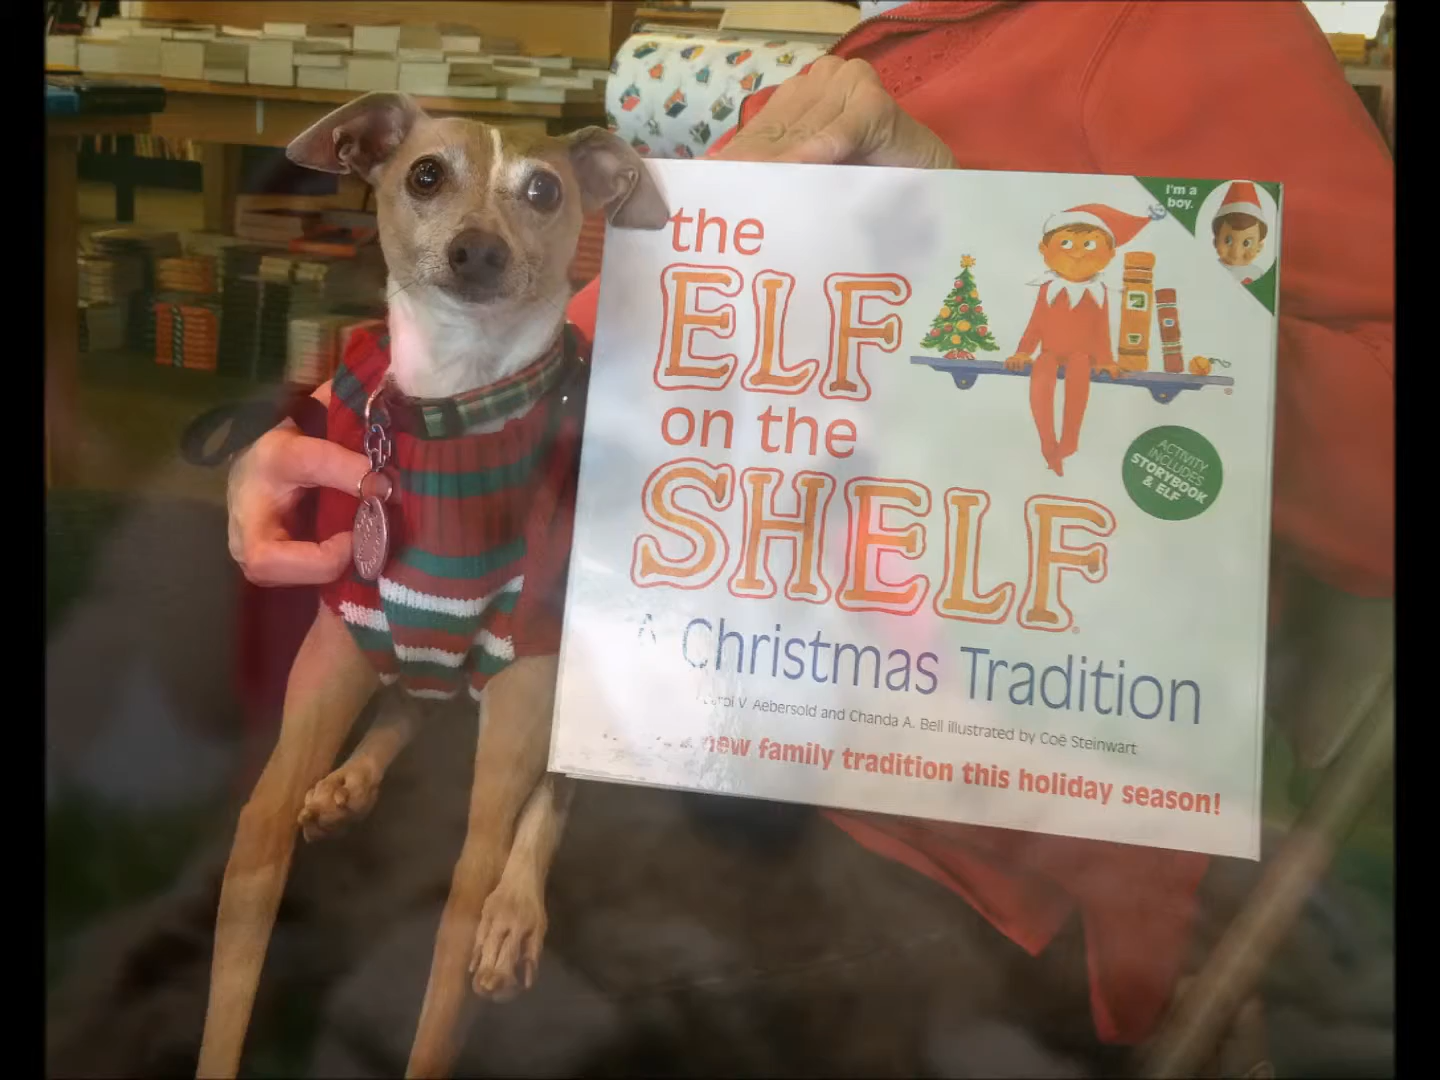 the
ELF
on the
SHELF
A Christmas Tradition
V. Aebersold and Chanda A. Bell illustrated by Coë Steinwart
new family tradition this holiday season!
I'm a
boy.
ACTIVITY
INCLUDES
STORYBOOK
& ELF